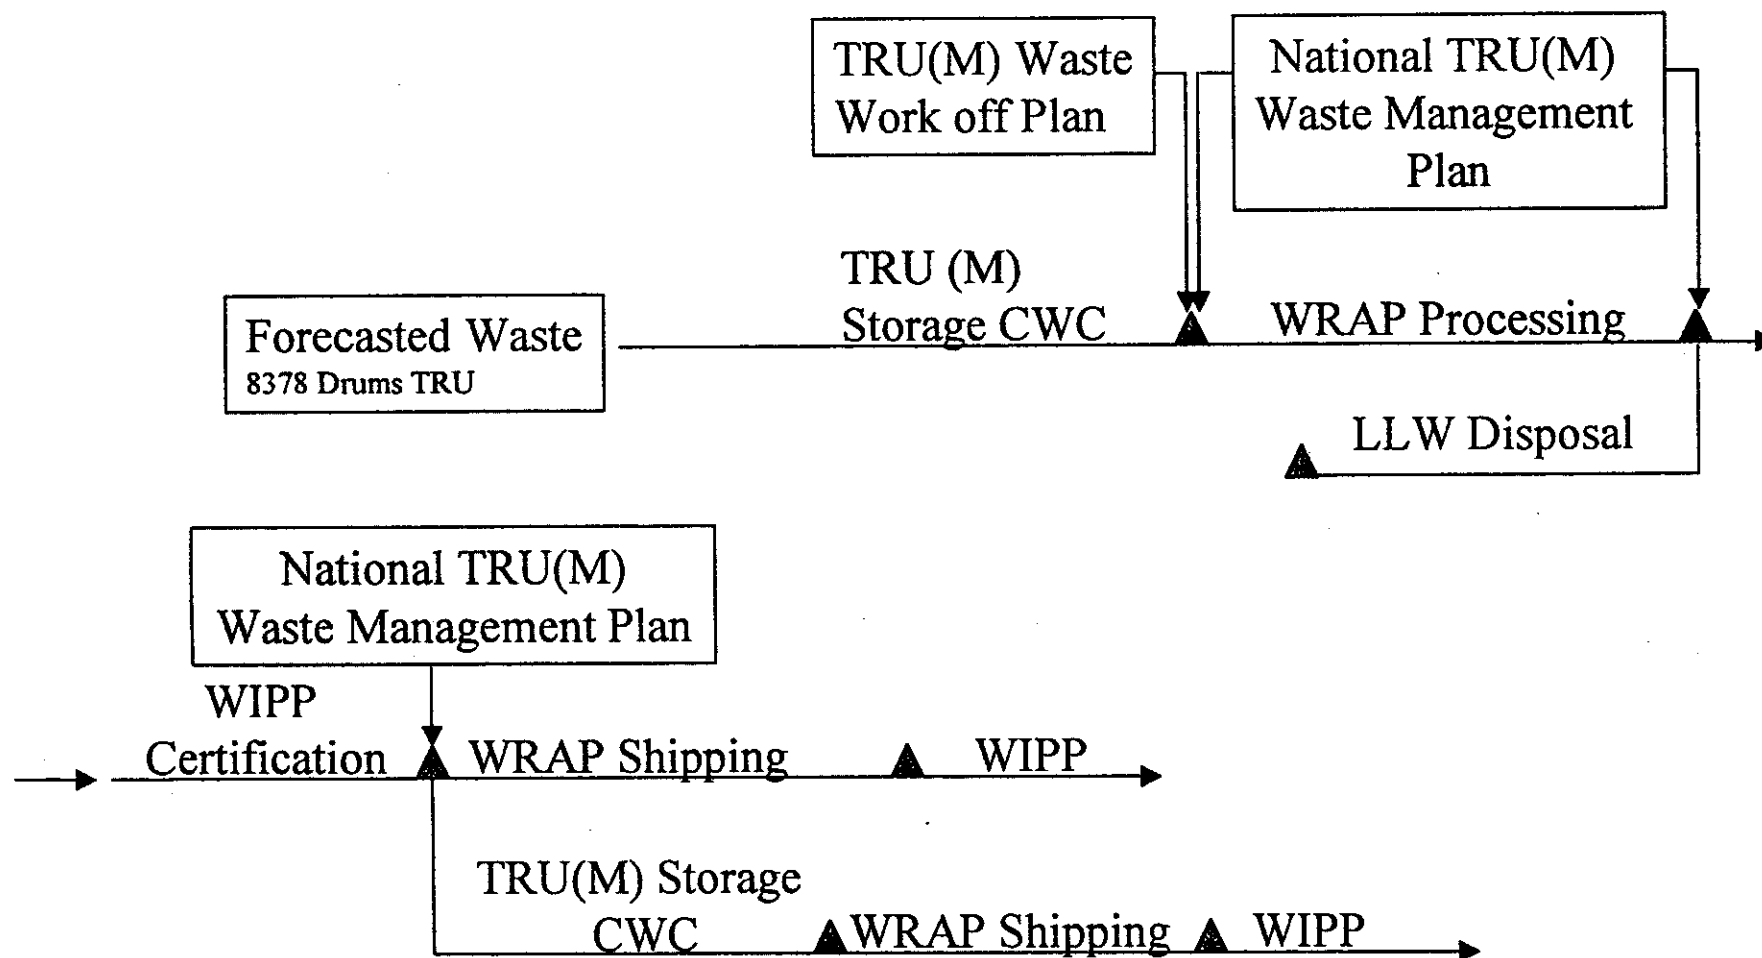 TRU(M) Waste
Work off Plan
National TRU(M)
Waste Management
Plan
Forecasted Waste
8378 Drums TRU
TRU (M)
Storage CWC
WRAP Processing
LLW Disposal
National TRU(M)
Waste Management Plan
WIPP
Certification
WRAP Shipping
WIPP
TRU(M) Storage
CWC
WRAP Shipping
WIPP